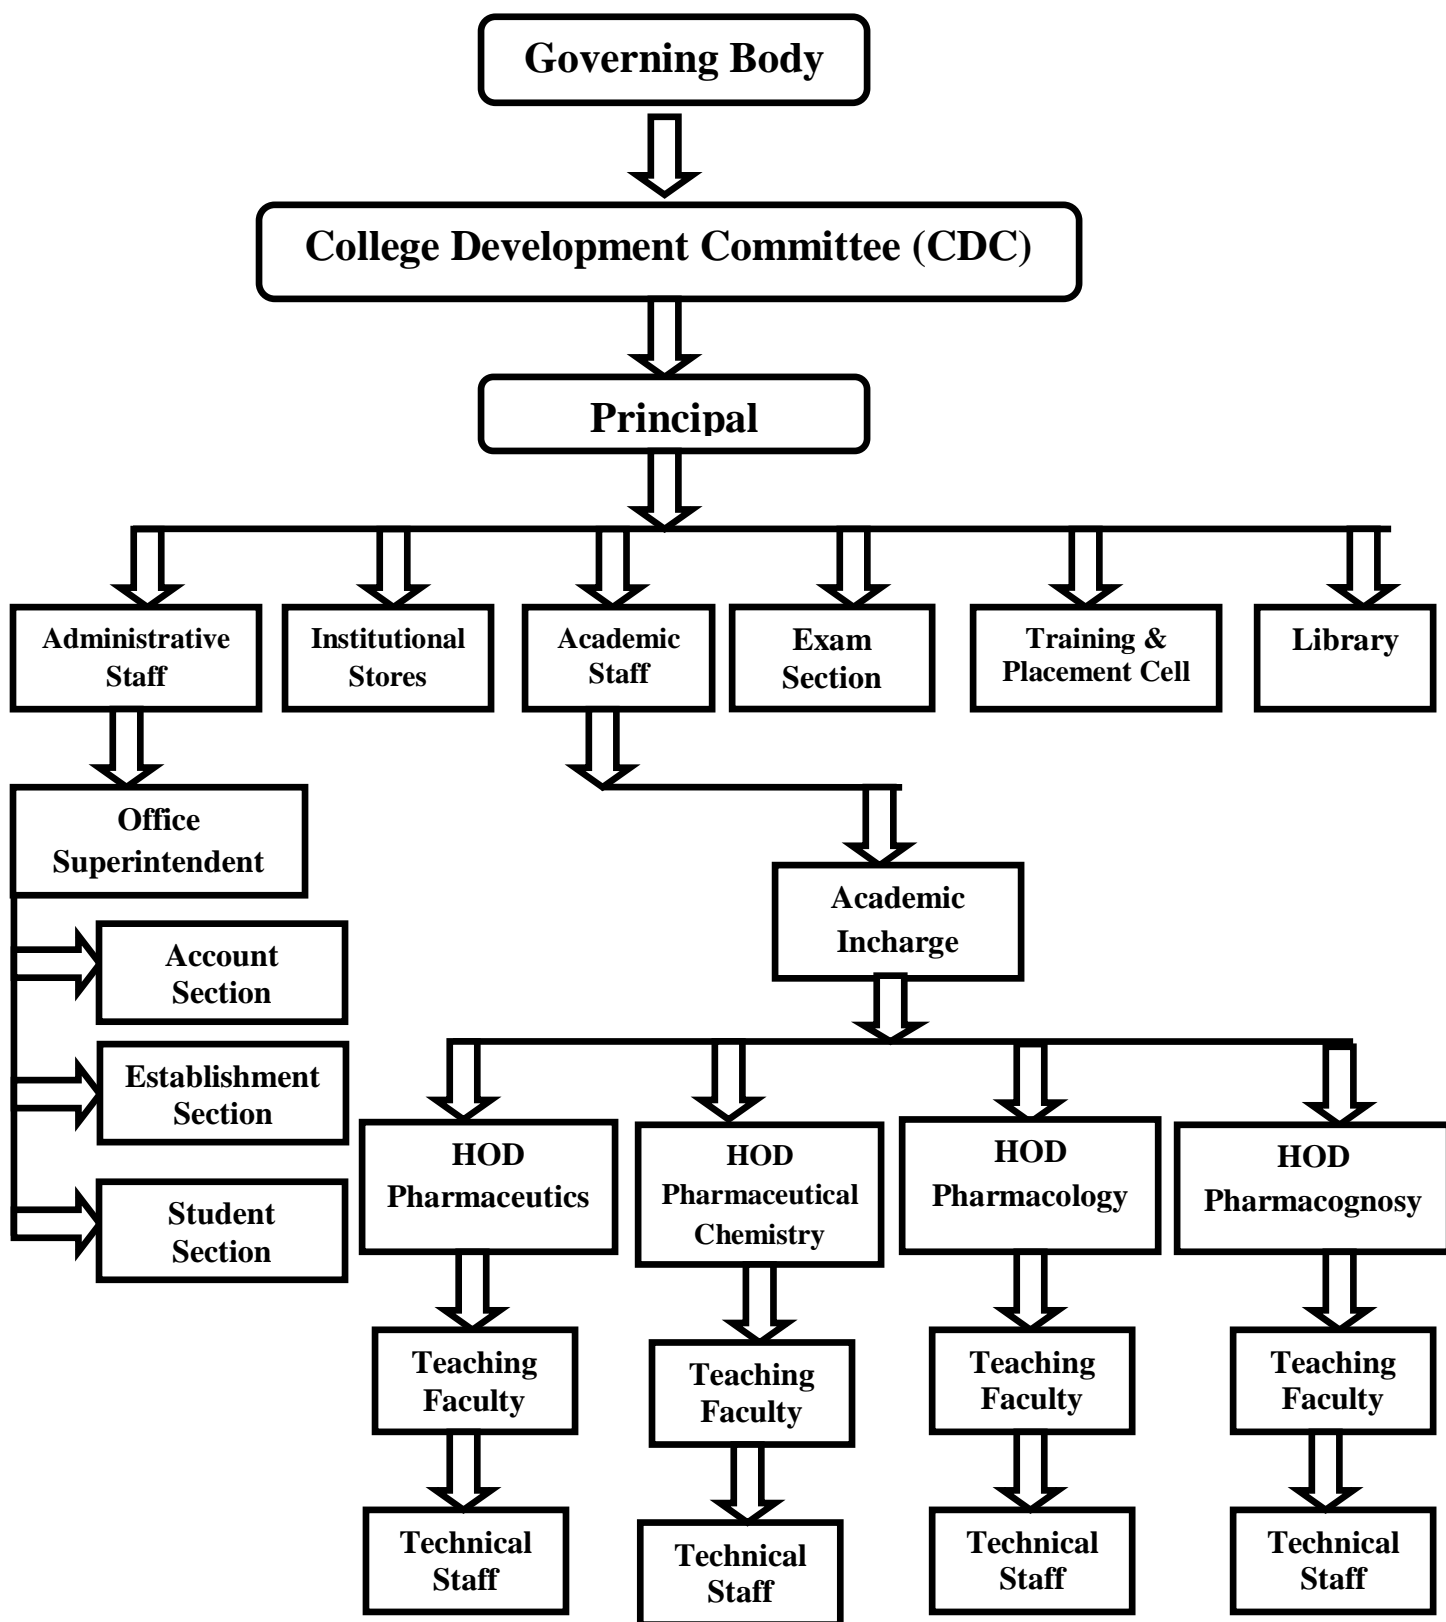 Governing Body
College Development Committee (CDC)
Principal
Administrative
Staff
Institutional
Stores
Academic
Staff
Exam
Section
Training &
Placement Cell
Library
Office
Superintendent
Academic
Incharge
Account
Section
Establishment
Section
Student
Section
HOD
Pharmaceutics
HOD
Pharmaceutical
Chemistry
HOD
Pharmacology
HOD
Pharmacognosy
Teaching
Faculty
Teaching
Faculty
Teaching
Faculty
Teaching
Faculty
Technical
Staff
Technical
Staff
Technical
Staff
Technical
Staff